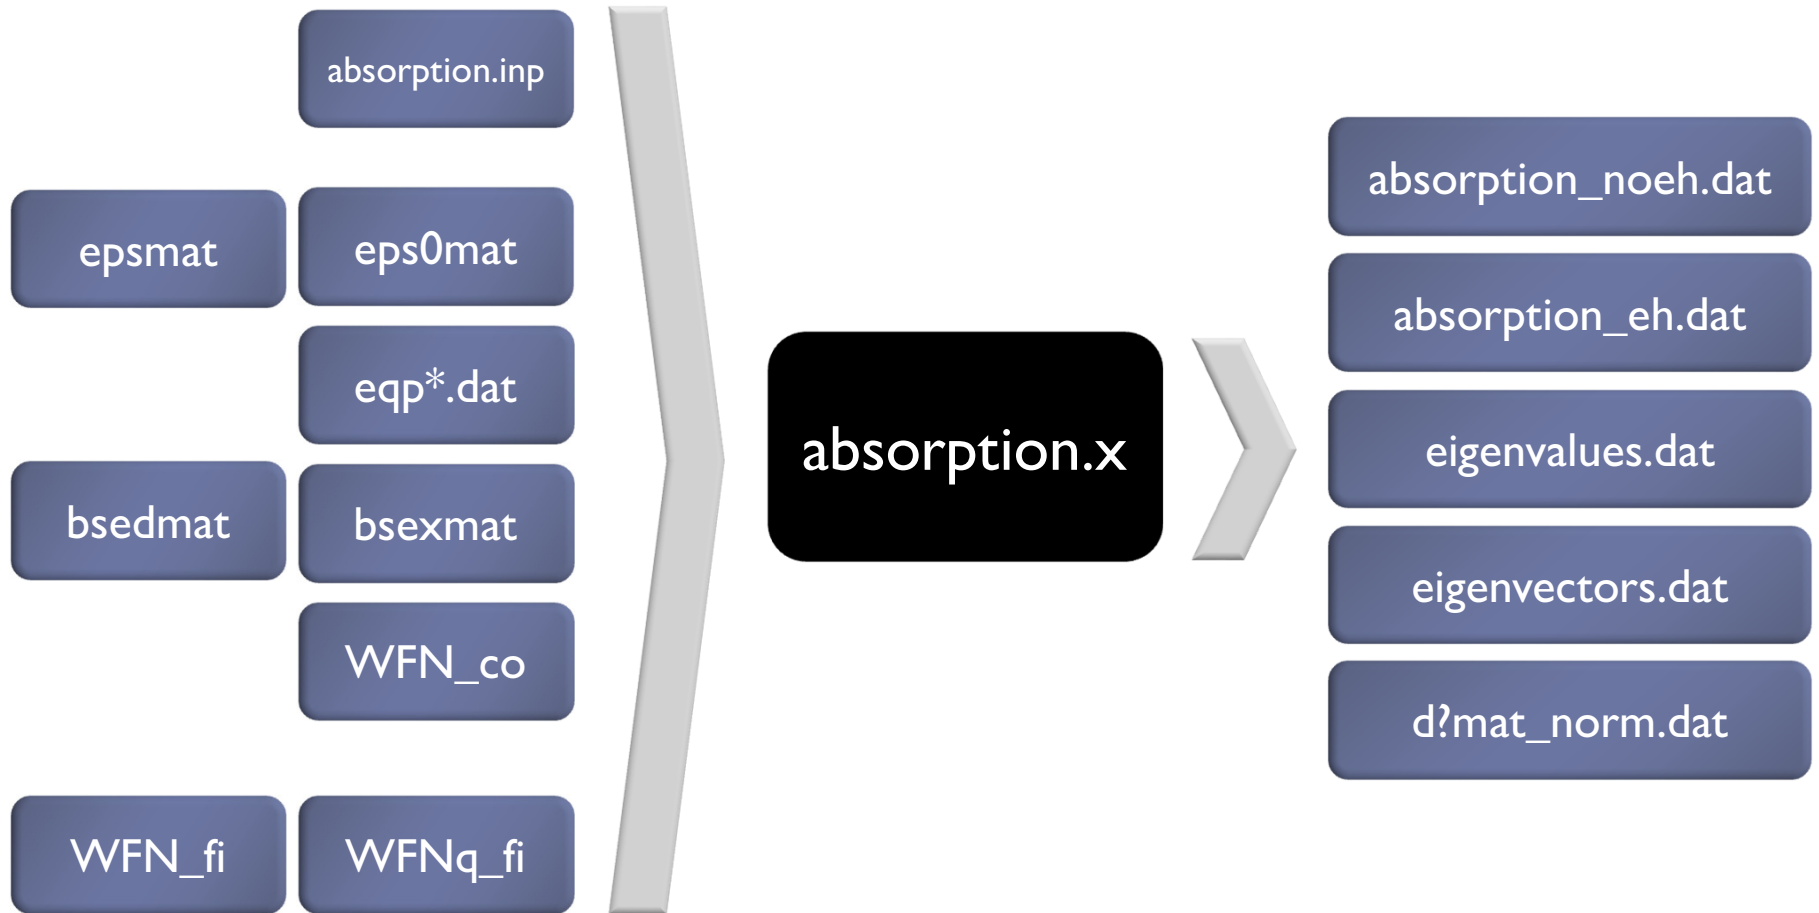 absorption.inp
epsmat
eps0mat
eqp*.dat
bsedmat
bsexmat
WFN_co
WFN_fi
WFNq_fi
absorption.x
absorption_noeh.dat
absorption_eh.dat
eigenvalues.dat
eigenvectors.dat
d?mat_norm.dat